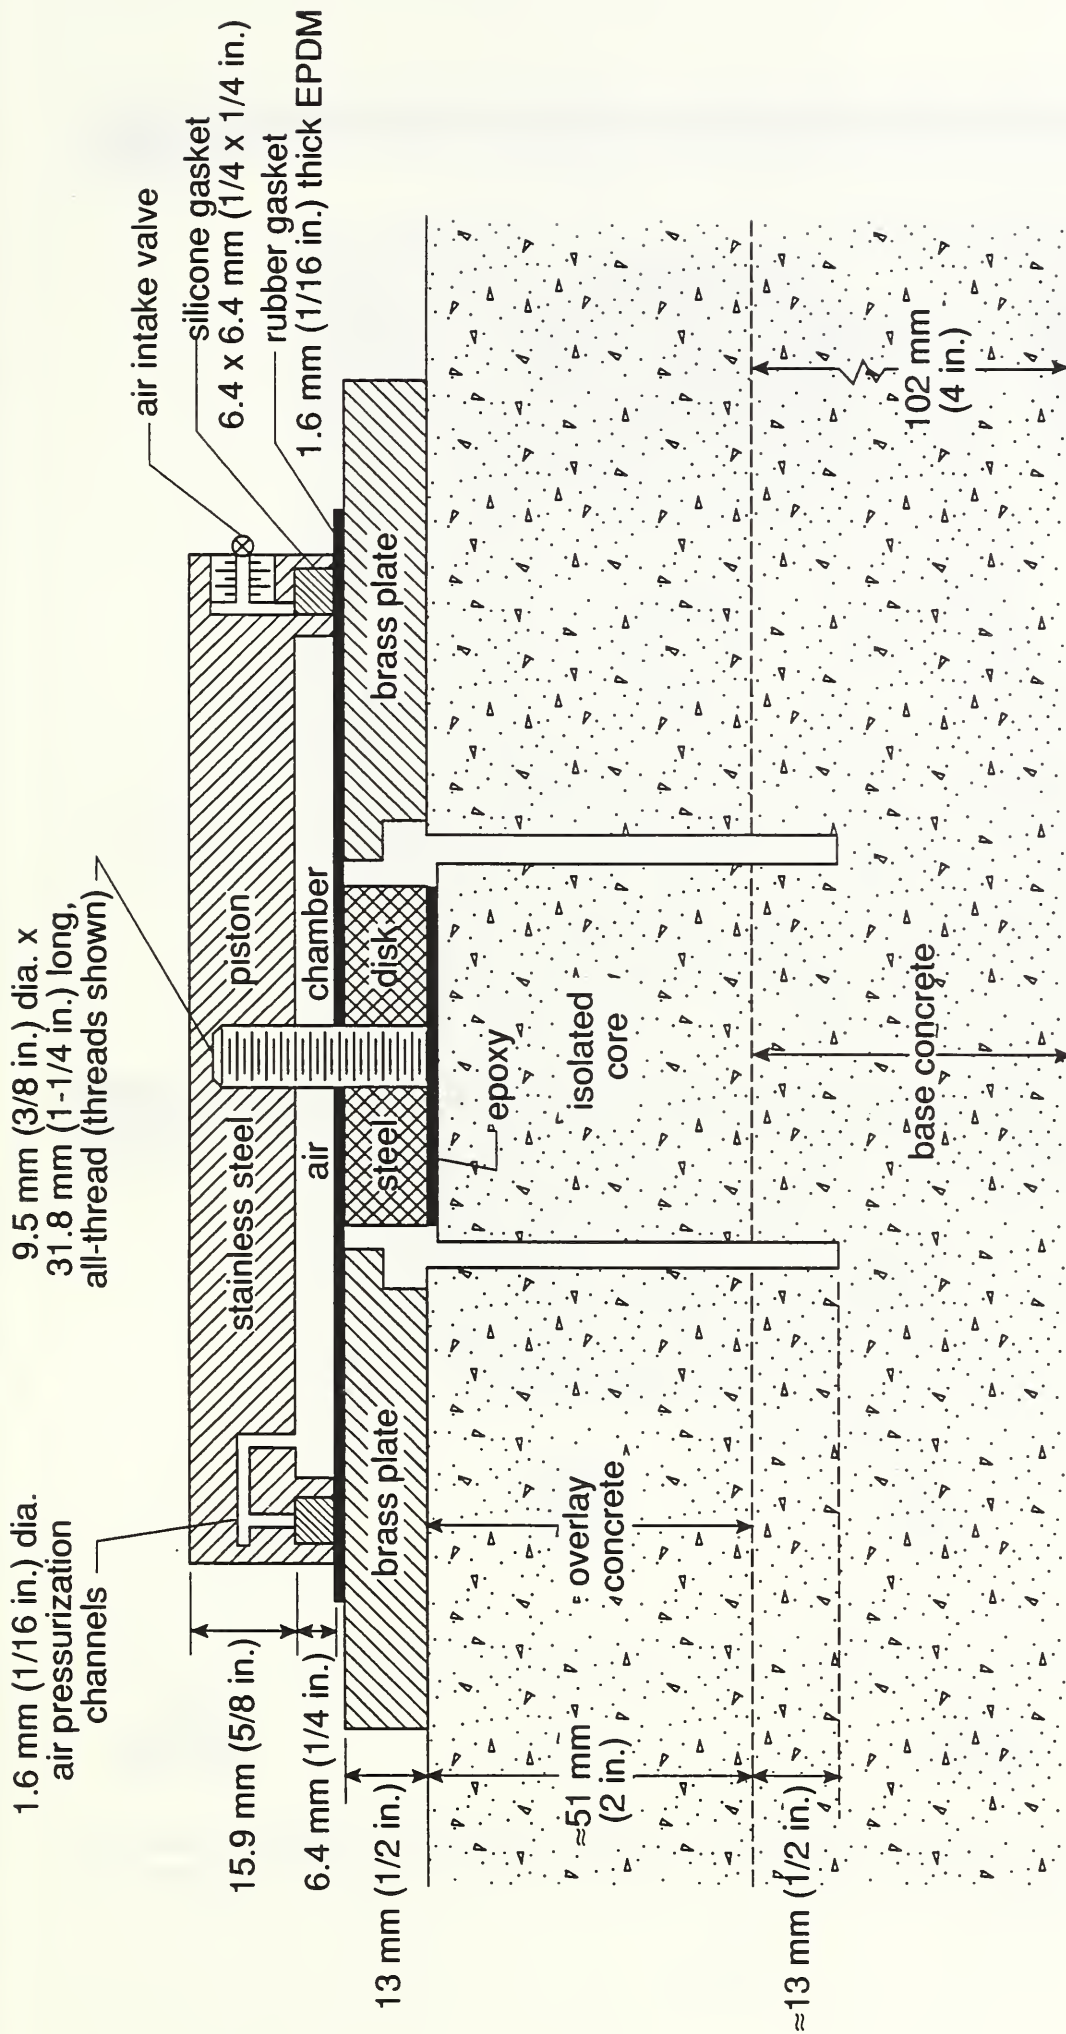 9.5 mm (3/8 in.) dia. x
31.8 mm (1-1/4 in.) long,
all-thread (threads shown)
1.6 mm (1/16 in.) dia.
air pressurization
channels
air intake valve
silicone gasket
6.4 x 6.4 mm (1/4 x 1/4 in.)
rubber gasket
1.6 mm (1/16 in.) thick EPDM
15.9 mm (5/8 in.)
stainless steel piston
6.4 mm (1/4 in.)
air chamber
13 mm (1/2 in.)
brass plate
steel disk
brass plate
epoxy
≈51 mm
(2 in.)
overlay
concrete
isolated
core
≈13 mm (1/2 in.)
base concrete
102 mm
(4 in.)